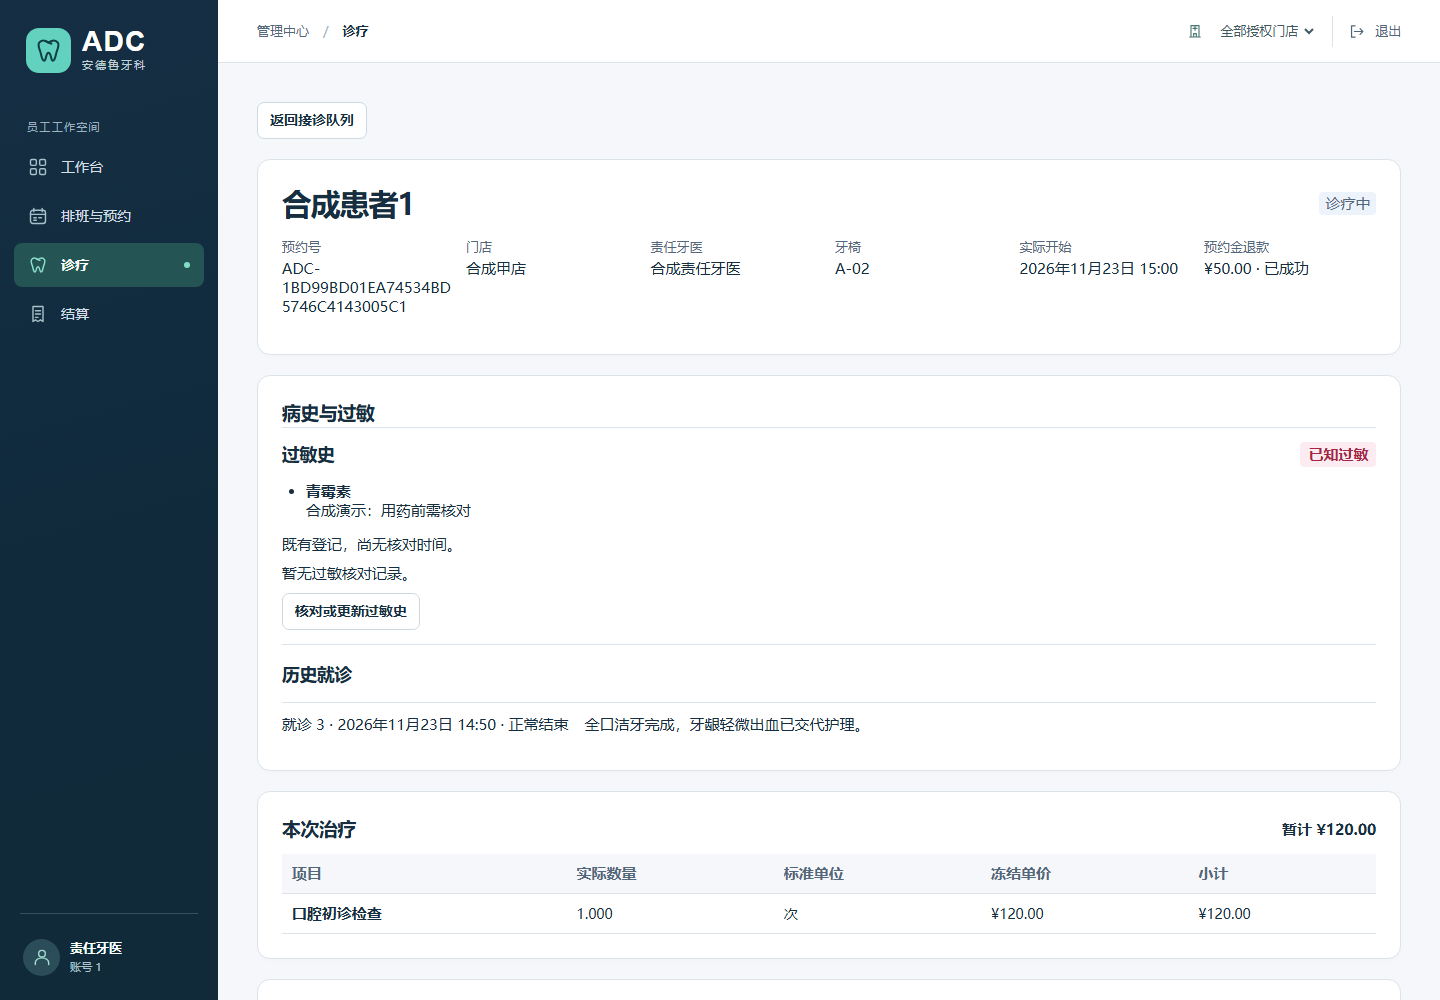 ADC
安德鲁牙科
员工工作空间
工作台
排班与预约
诊疗
结算
责任牙医
账号 1
管理中心 / 诊疗
全部授权门店
退出
返回接诊队列
合成患者1
诊疗中
预约号
ADC-
1BD99BD01EA74534BD
5746C4143005C1
门店
合成甲店
责任牙医
合成责任牙医
牙椅
A-02
实际开始
2026年11月23日 15:00
预约金退款
¥50.00 · 已成功
病史与过敏
过敏史
已知过敏
青霉素
合成演示：用药前需核对
既有登记，尚无核对时间。
暂无过敏核对记录。
核对或更新过敏史
历史就诊
就诊 3 · 2026年11月23日 14:50 · 正常结束 全口洁牙完成，牙龈轻微出血已交代护理。
本次治疗
暂计 ¥120.00
项目 实际数量 标准单位 冻结单价 小计
口腔初诊检查 1.000 次 ¥120.00 ¥120.00